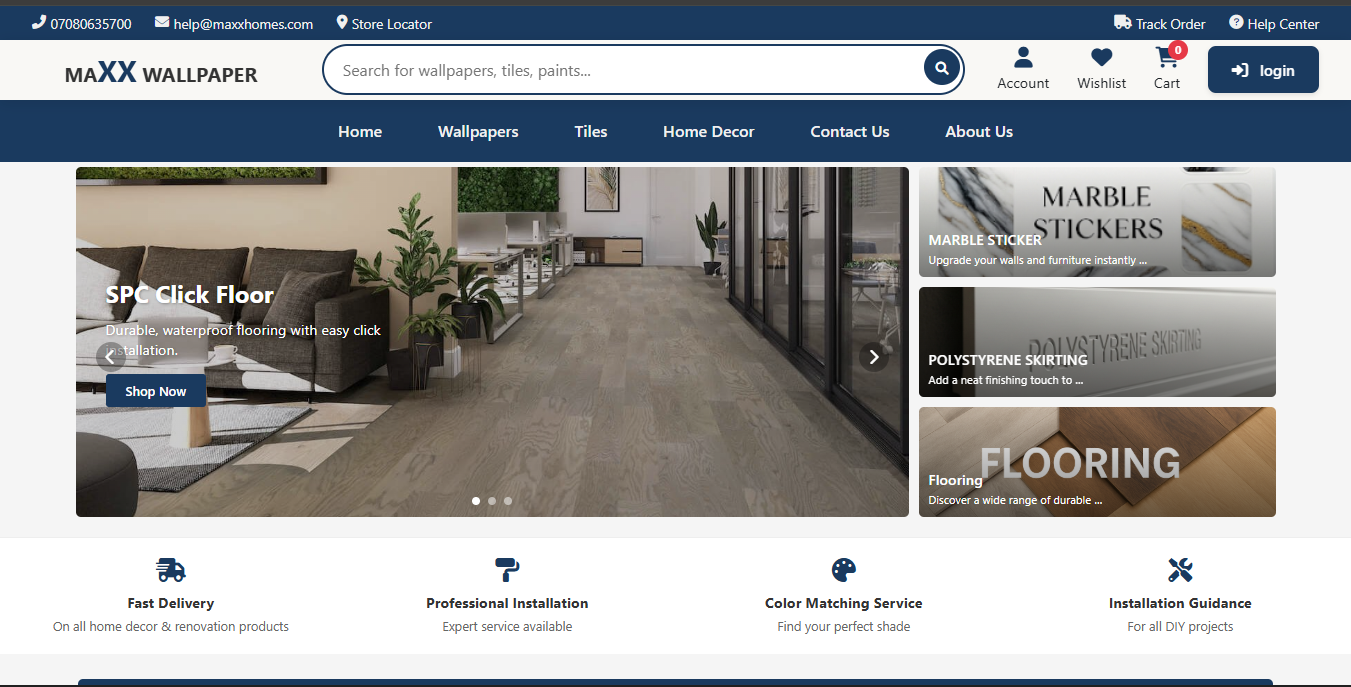 07080635700 help@maxxhomes.com Store Locator Track Order Help Center
MAXX WALLPAPER
Search for wallpapers, tiles, paints...
Account Wishlist 0 Cart login
Home Wallpapers Tiles Home Decor Contact Us About Us
SPC Click Floor
Durable, waterproof flooring with easy click
installation.
Shop Now
MARBLE
STICKERS
MARBLE STICKER
Upgrade your walls and furniture instantly ...
POLYSTYRENE SKIRTING
POLYSTYRENE SKIRTING
Add a neat finishing touch to ...
FLOORING
Flooring
Discover a wide range of durable ...
Fast Delivery
On all home decor & renovation products
Professional Installation
Expert service available
Color Matching Service
Find your perfect shade
Installation Guidance
For all DIY projects